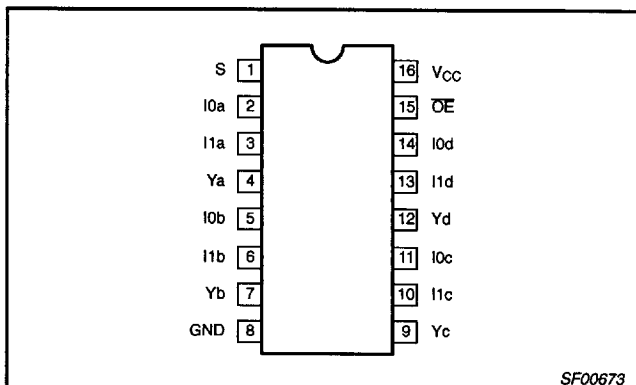 S 1 16 VCC
I0a 2 15 OE
I1a 3 14 I0d
Ya 4 13 I1d
I0b 5 12 Yd
I1b 6 11 I0c
Yb 7 10 I1c
GND 8 9 Yc
SF00673